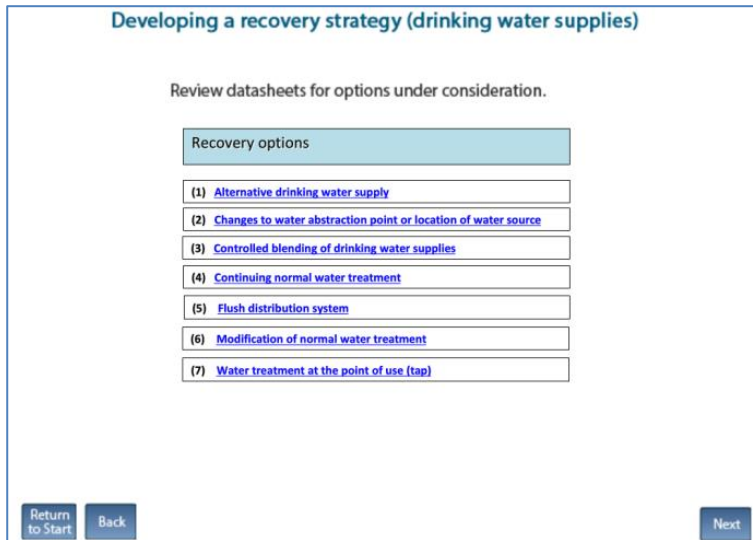 Developing a recovery strategy (drinking water supplies)
Review datasheets for options under consideration.
Recovery options
(1) Alternative drinking water supply
(2) Changes to water abstraction point or location of water source
(3) Controlled blending of drinking water supplies
(4) Continuing normal water treatment
(5) Flush distribution system
(6) Modification of normal water treatment
(7) Water treatment at the point of use (tap)
Return
to Start
Back
Next